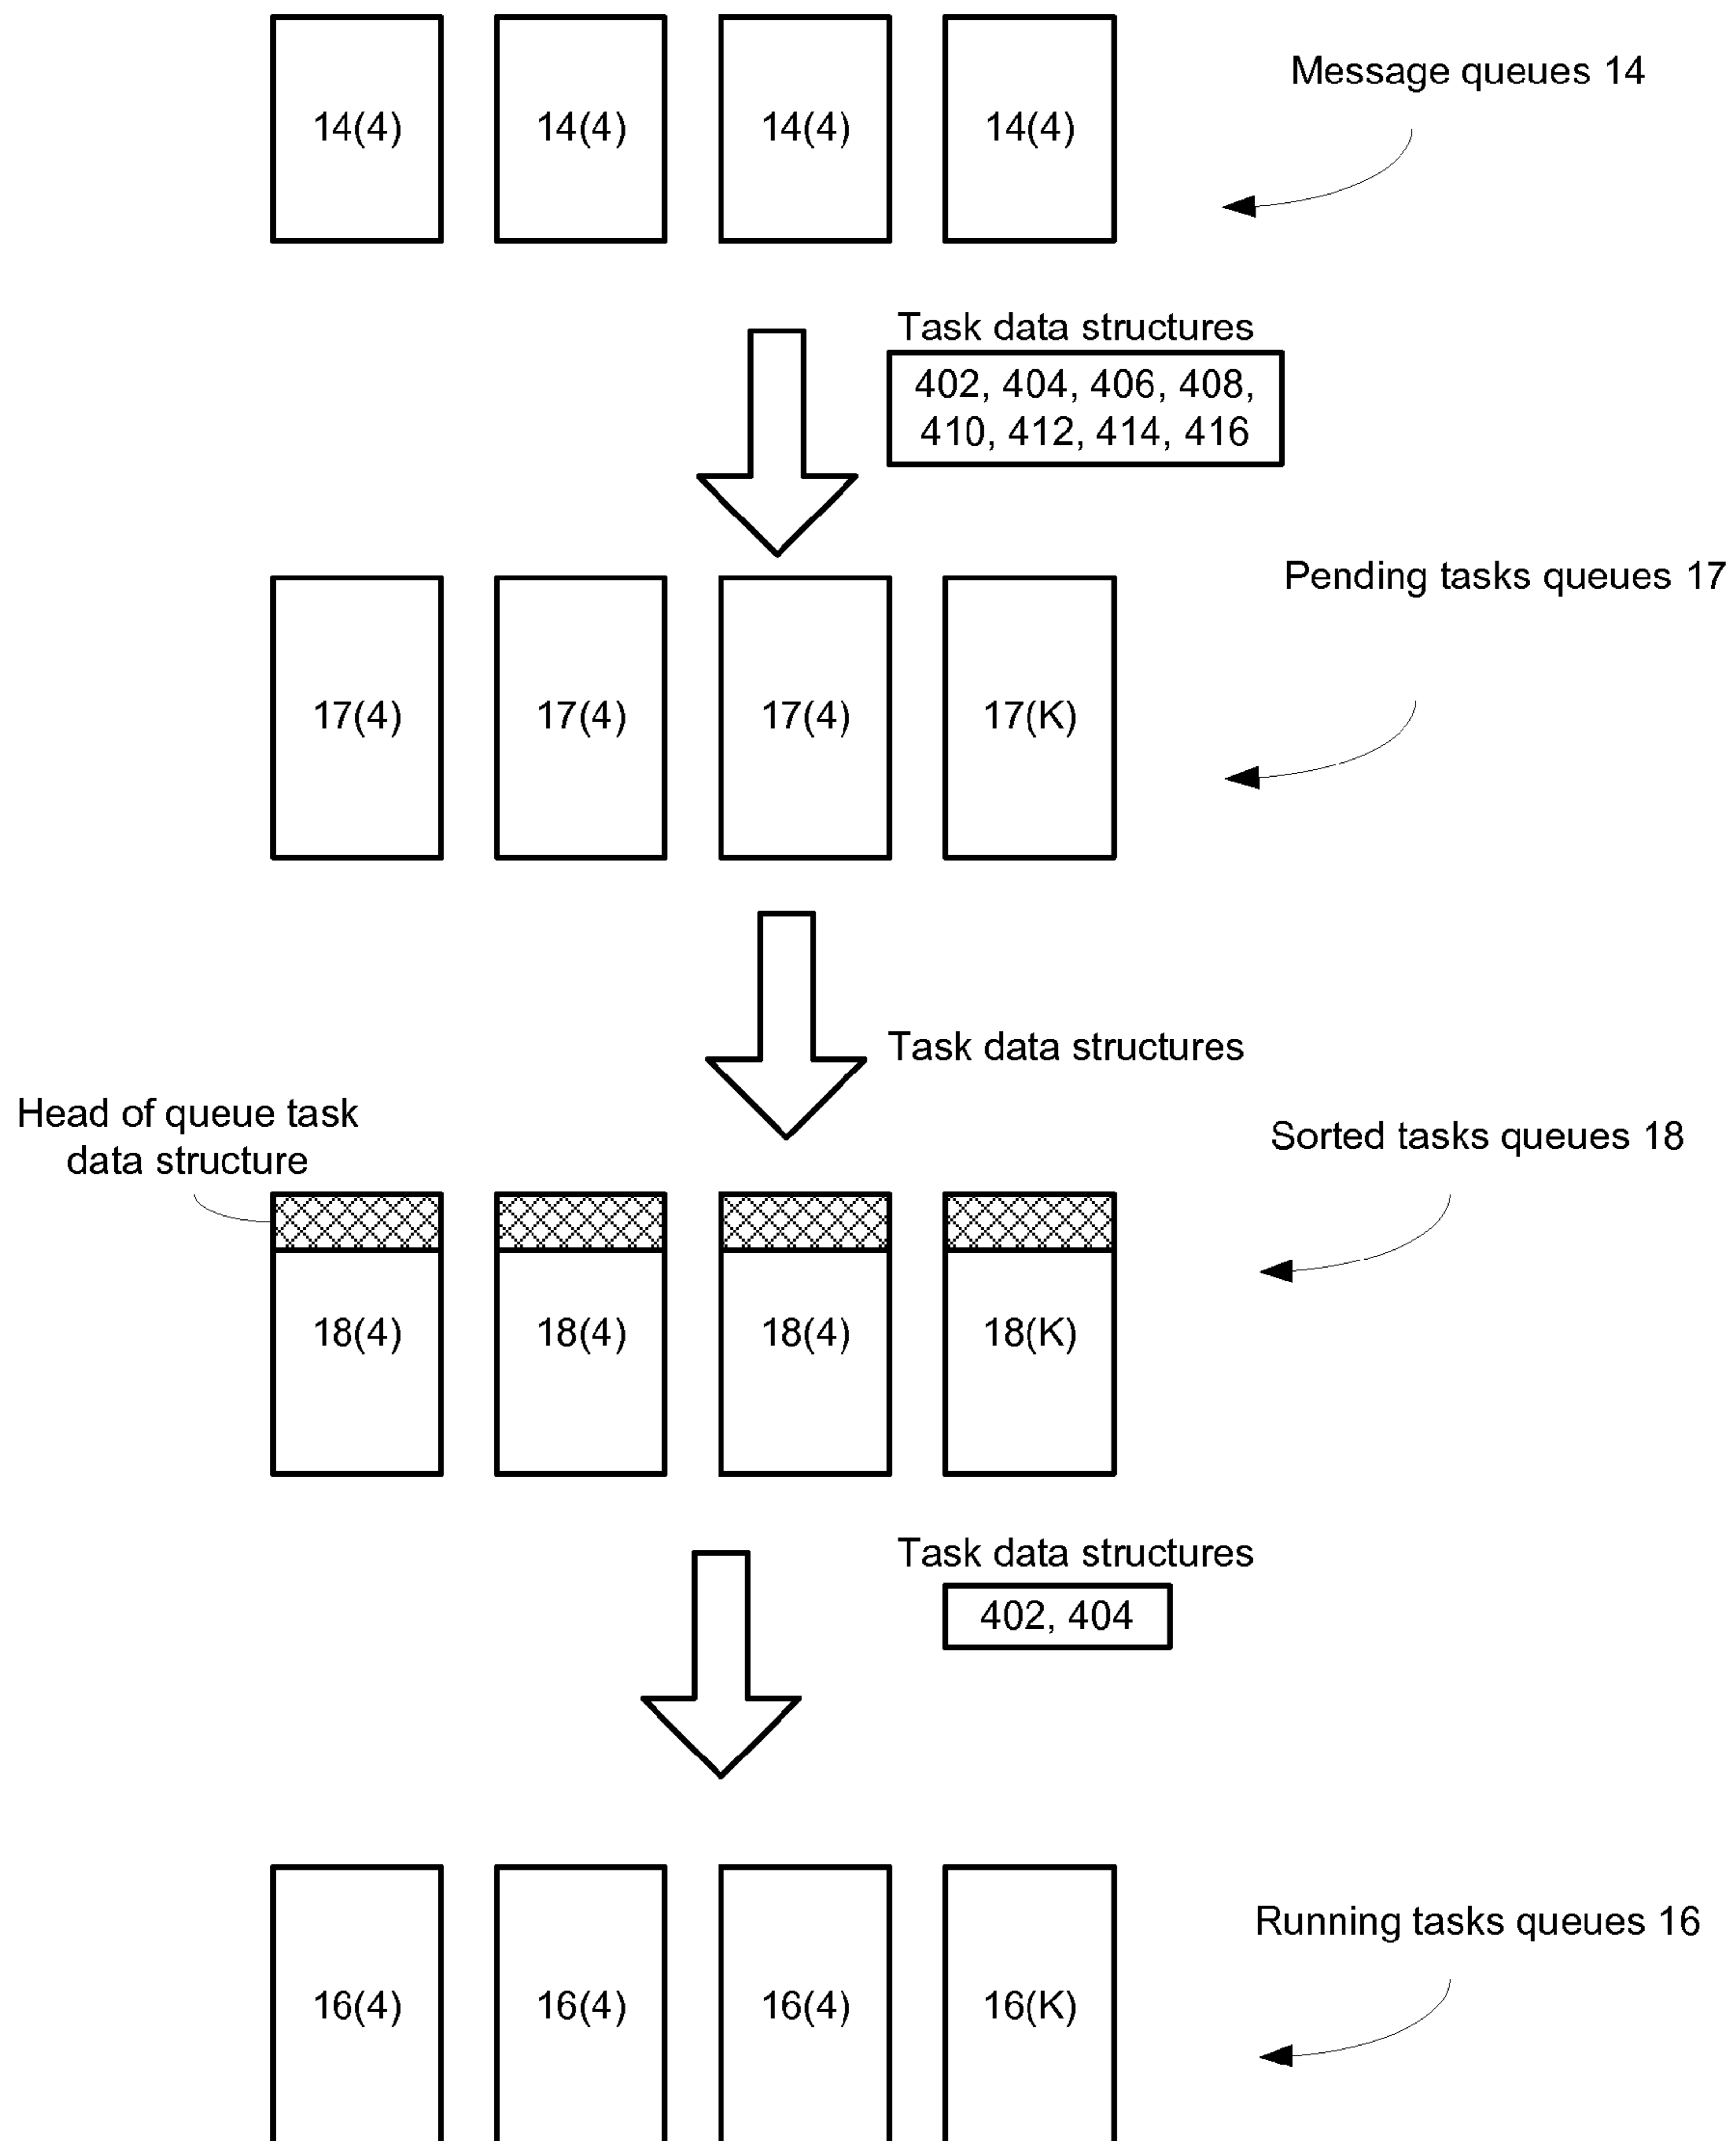 14(4) 14(4) 14(4) 14(4)
Message queues 14
Task data structures
402, 404, 406, 408,
410, 412, 414, 416
Pending tasks queues 17
17(4) 17(4) 17(4) 17(K)
Task data structures
Head of queue task
data structure
Sorted tasks queues 18
18(4) 18(4) 18(4) 18(K)
Task data structures
402, 404
Running tasks queues 16
16(4) 16(4) 16(4) 16(K)